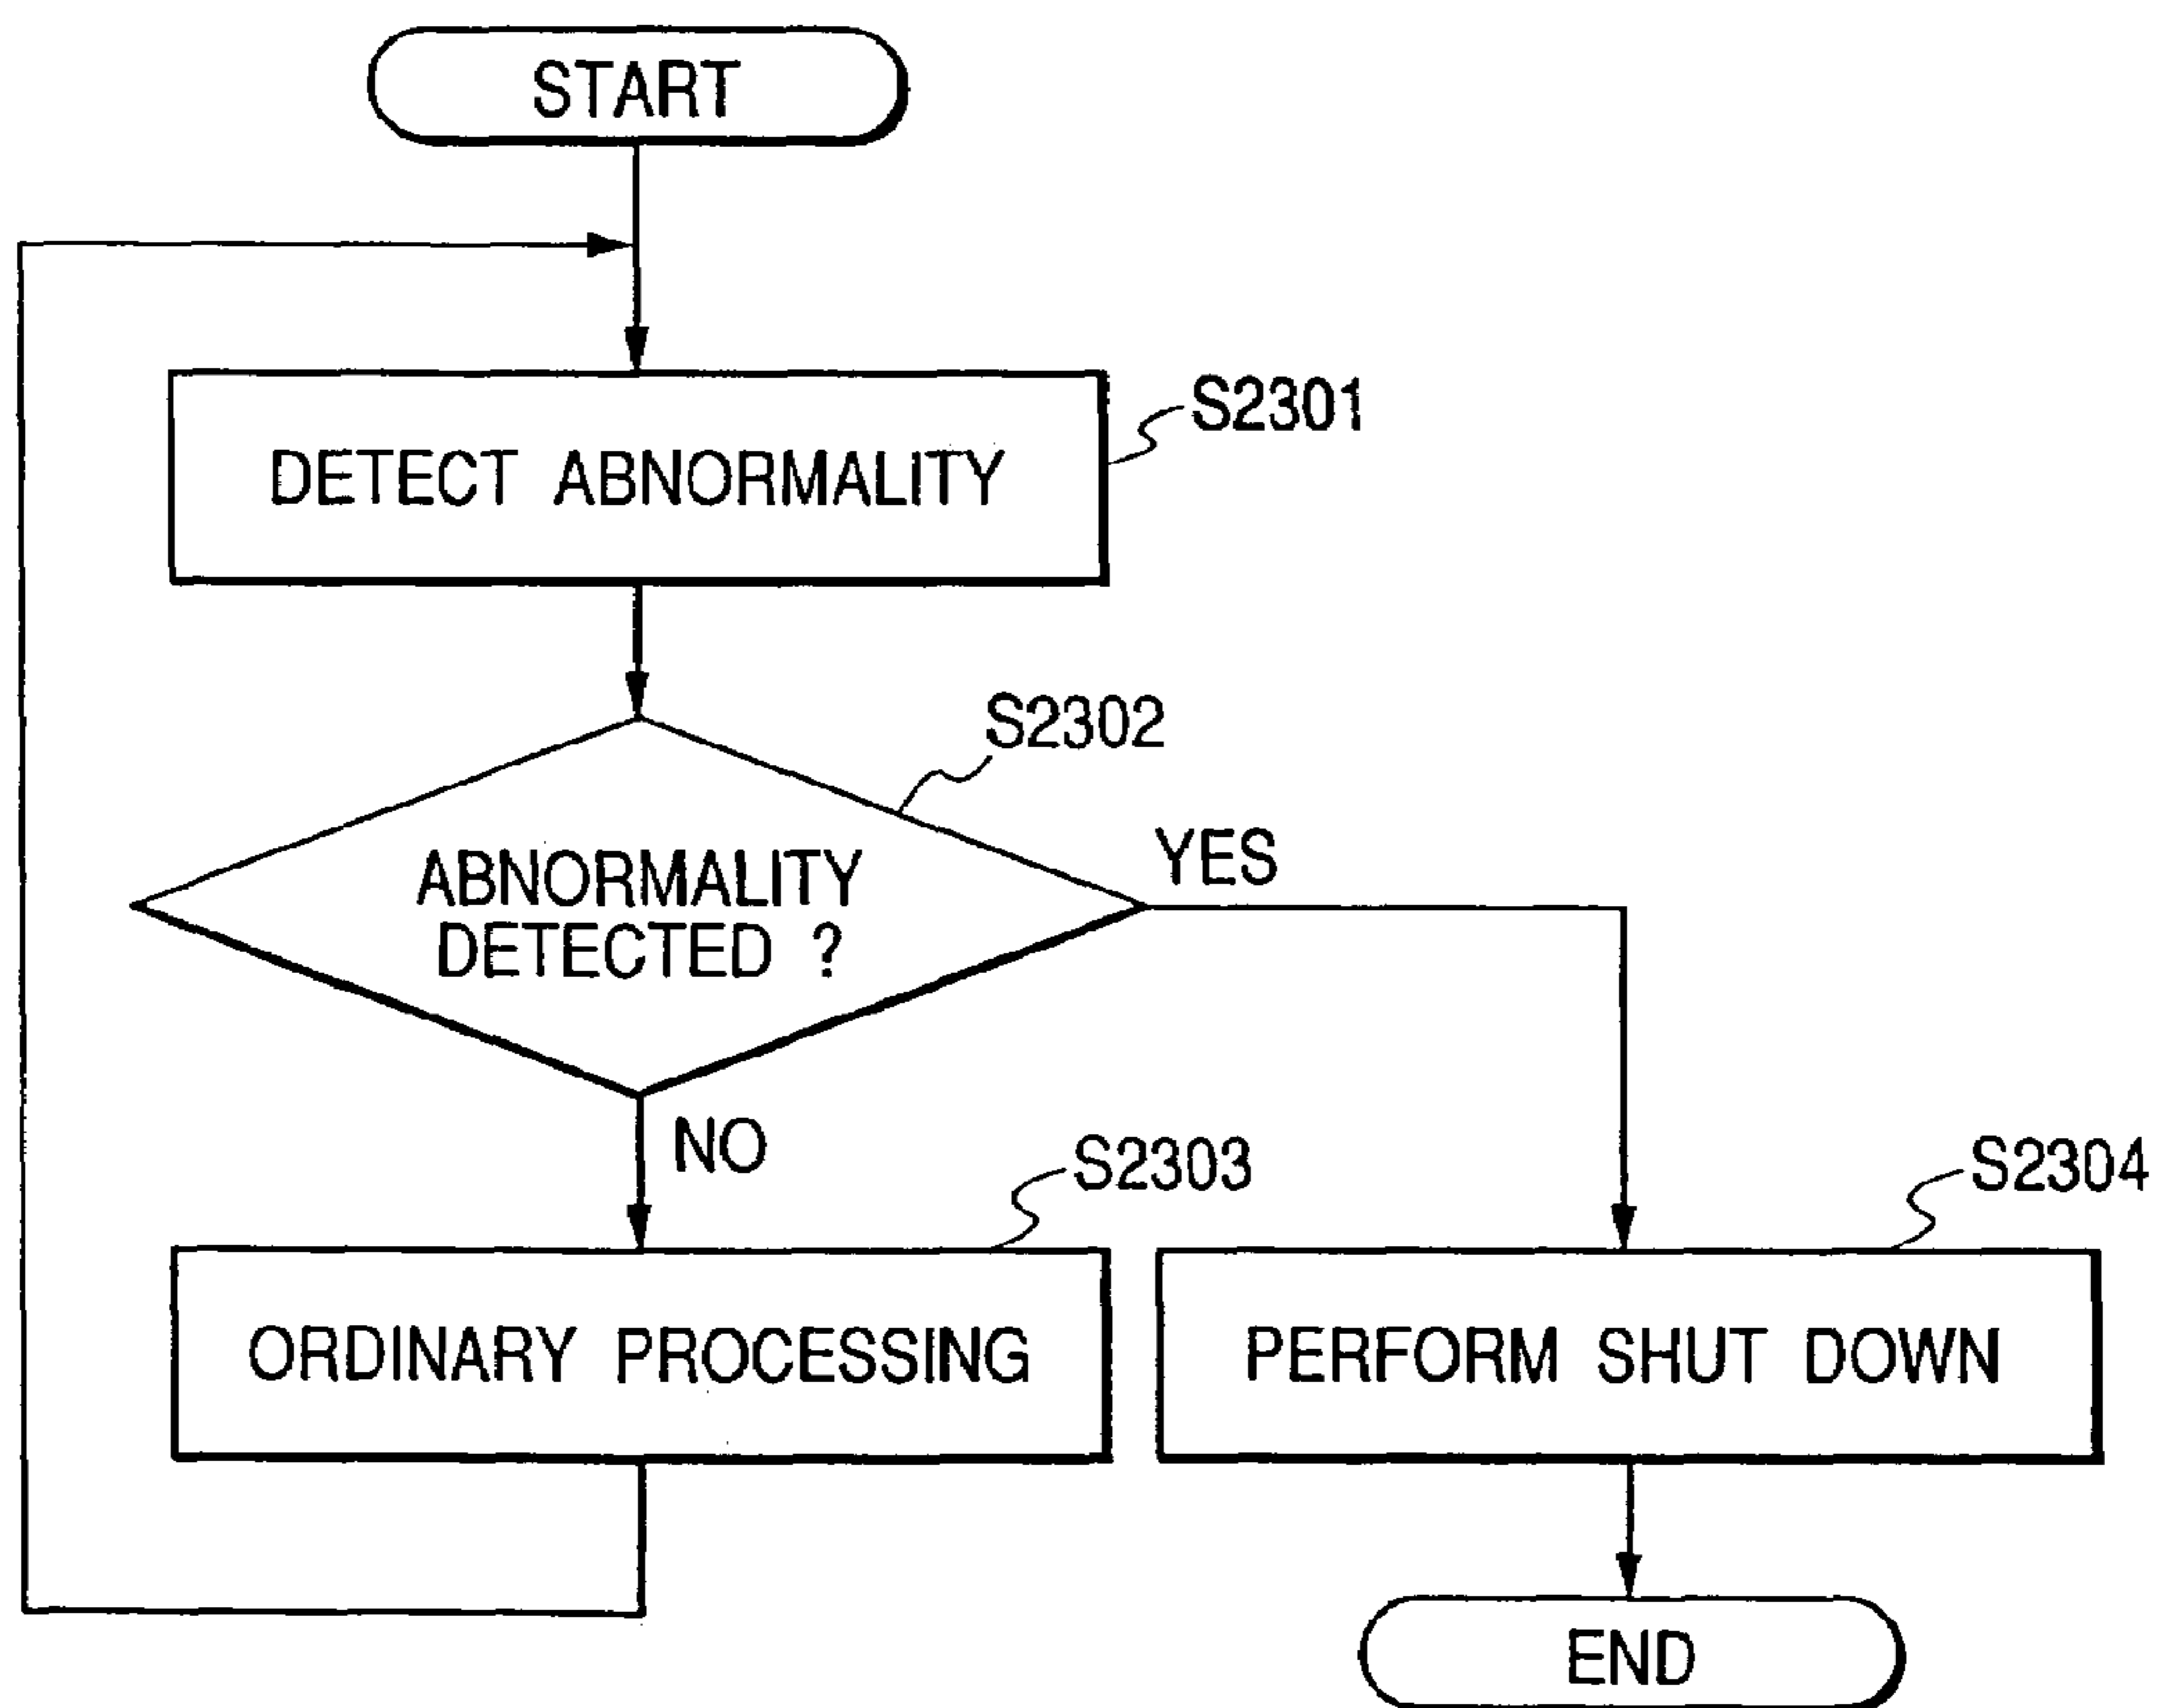 START
DETECT ABNORMALITY
S2301
S2302
ABNORMALITY
DETECTED ?
YES
NO
S2303
S2304
ORDINARY PROCESSING
PERFORM SHUT DOWN
END